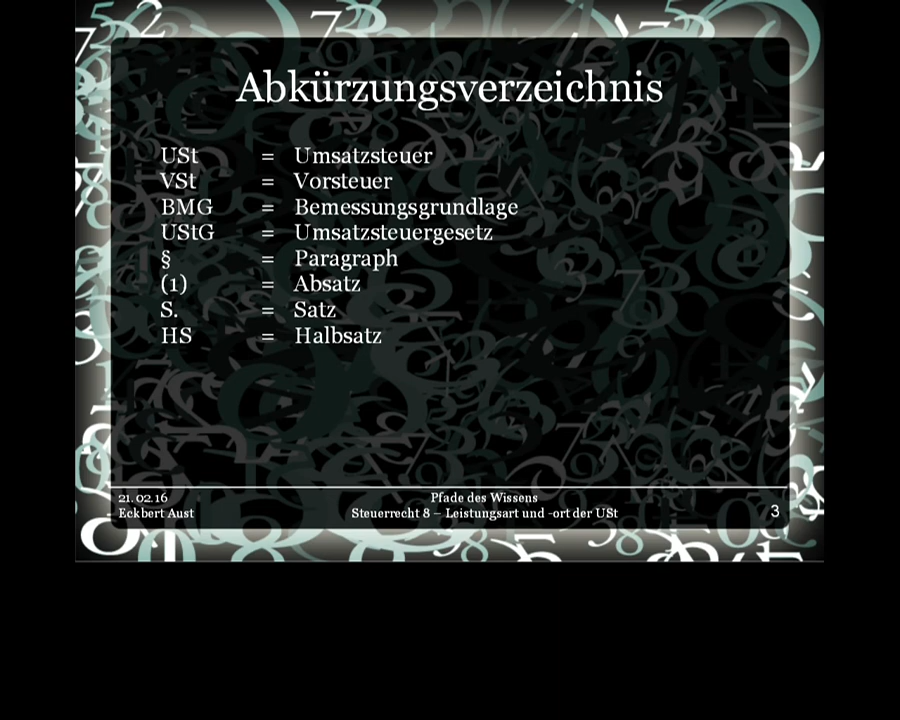 Abkürzungsverzeichnis
USt = Umsatzsteuer
VSt = Vorsteuer
BMG = Bemessungsgrundlage
UStG = Umsatzsteuergesetz
§ = Paragraph
(1) = Absatz
S. = Satz
HS = Halbsatz
21.02.16 Pfade des Wissens
Eckbert Aust Steuerrecht 8 – Leistungsart und -ort der USt 3